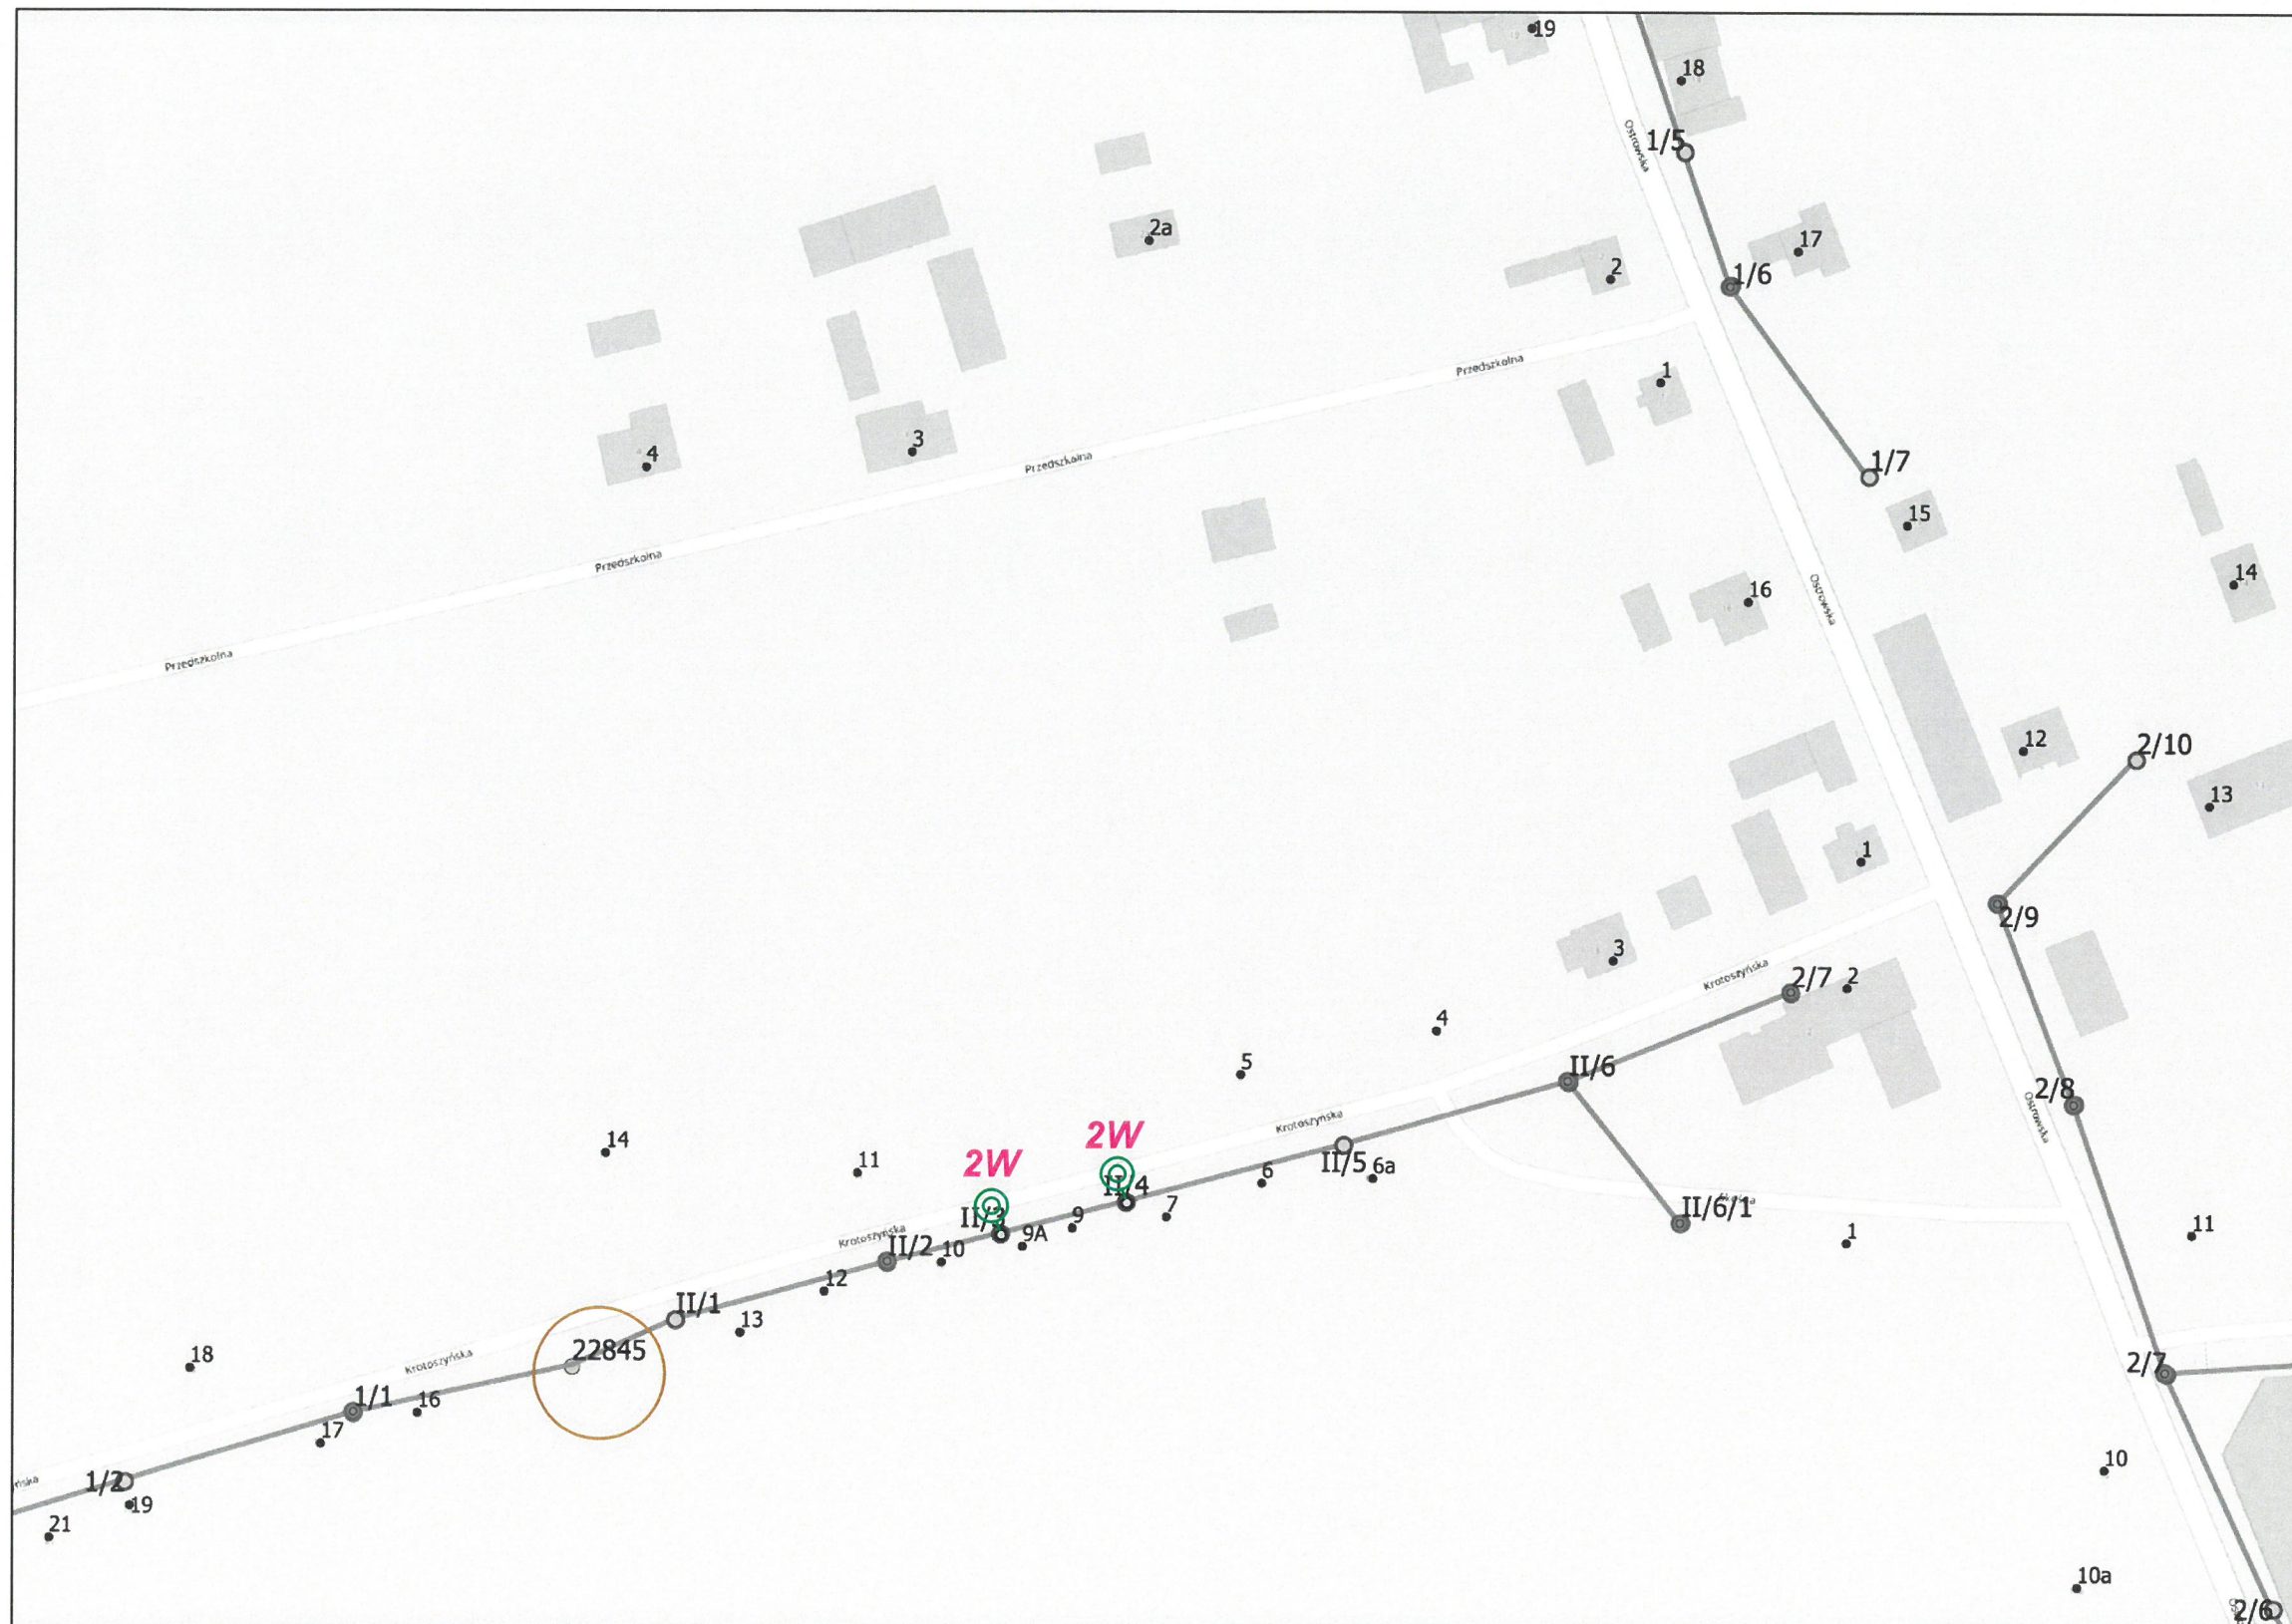 19
18
Ostrowska
1/5
2a
17
2
1/6
Przedszkolna
1
3
4
Przedszkolna
1/7
15
Przedszkolna
14
16
Ostrowska
Przedszkolna
12
2/10
13
1
2/9
3
Krotoszyńska
2/7
2
4
5
II/6
2/8
Ostrowska
Krotoszyńska
2W
14
11
2W
II/5
6a
6
II/4
7
II/6/1
II/3
9
9A
1
11
Krotoszyńska
II/2
10
12
II/1
13
22845
18
Krotoszyńska
2/7
1/1
16
17
10
1/2
19
21
10a
2/6